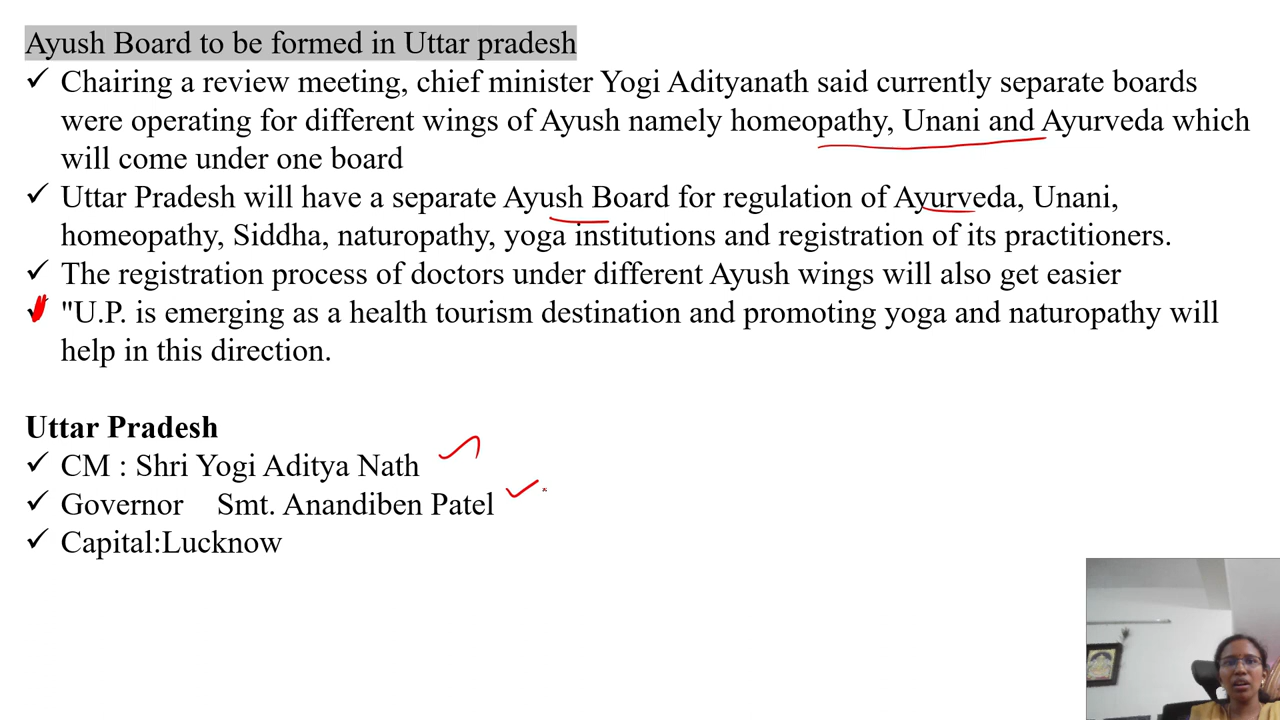 Ayush Board to be formed in Uttar pradesh
✓ Chairing a review meeting, chief minister Yogi Adityanath said currently separate boards
were operating for different wings of Ayush namely homeopathy, Unani and Ayurveda which
will come under one board
✓ Uttar Pradesh will have a separate Ayush Board for regulation of Ayurveda, Unani,
homeopathy, Siddha, naturopathy, yoga institutions and registration of its practitioners.
✓ The registration process of doctors under different Ayush wings will also get easier
✓ "U.P. is emerging as a health tourism destination and promoting yoga and naturopathy will
help in this direction.
Uttar Pradesh
✓ CM : Shri Yogi Aditya Nath
✓ Governor Smt. Anandiben Patel
✓ Capital:Lucknow